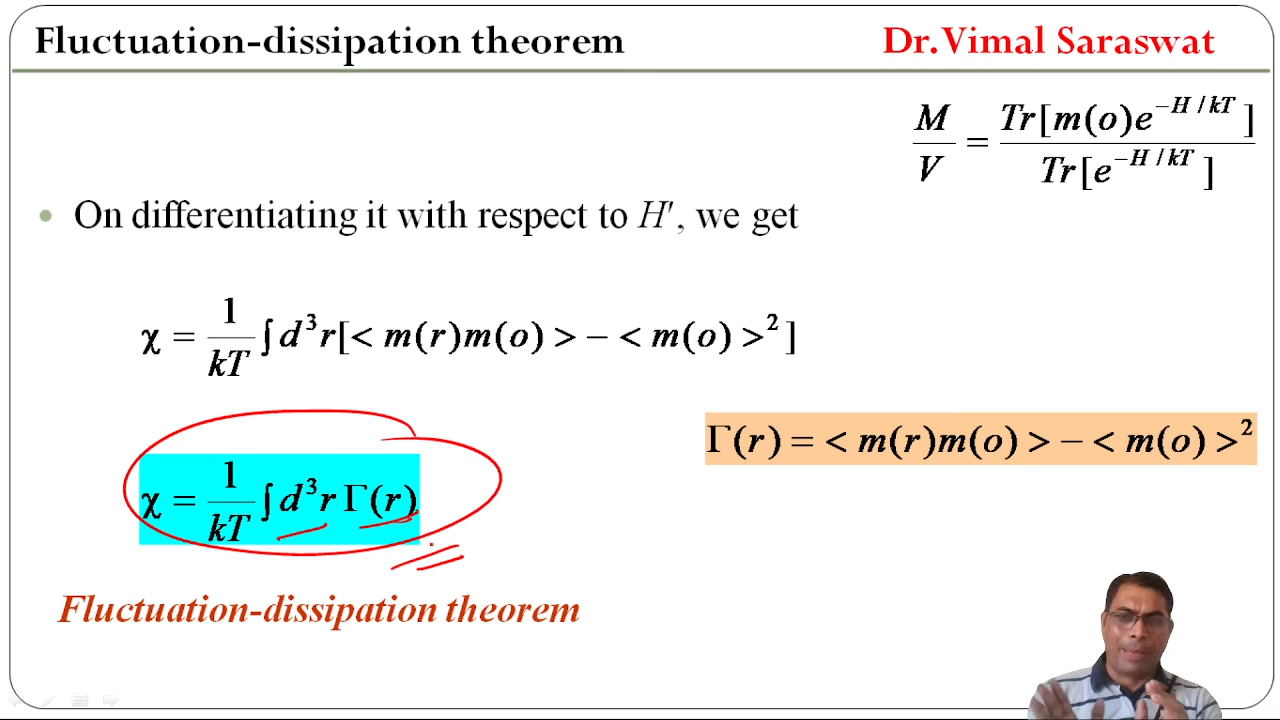 Fluctuation-dissipation theorem Dr. Vimal Saraswat
M/V = Tr[m(o)e^{-H/kT}] / Tr[e^{-H/kT}]
• On differentiating it with respect to H′, we get
χ = 1/kT ∫ d³r[< m(r)m(o) > − < m(o) >²]
Γ(r) = < m(r)m(o) > − < m(o) >²
χ = 1/kT ∫ d³r Γ(r)
Fluctuation-dissipation theorem